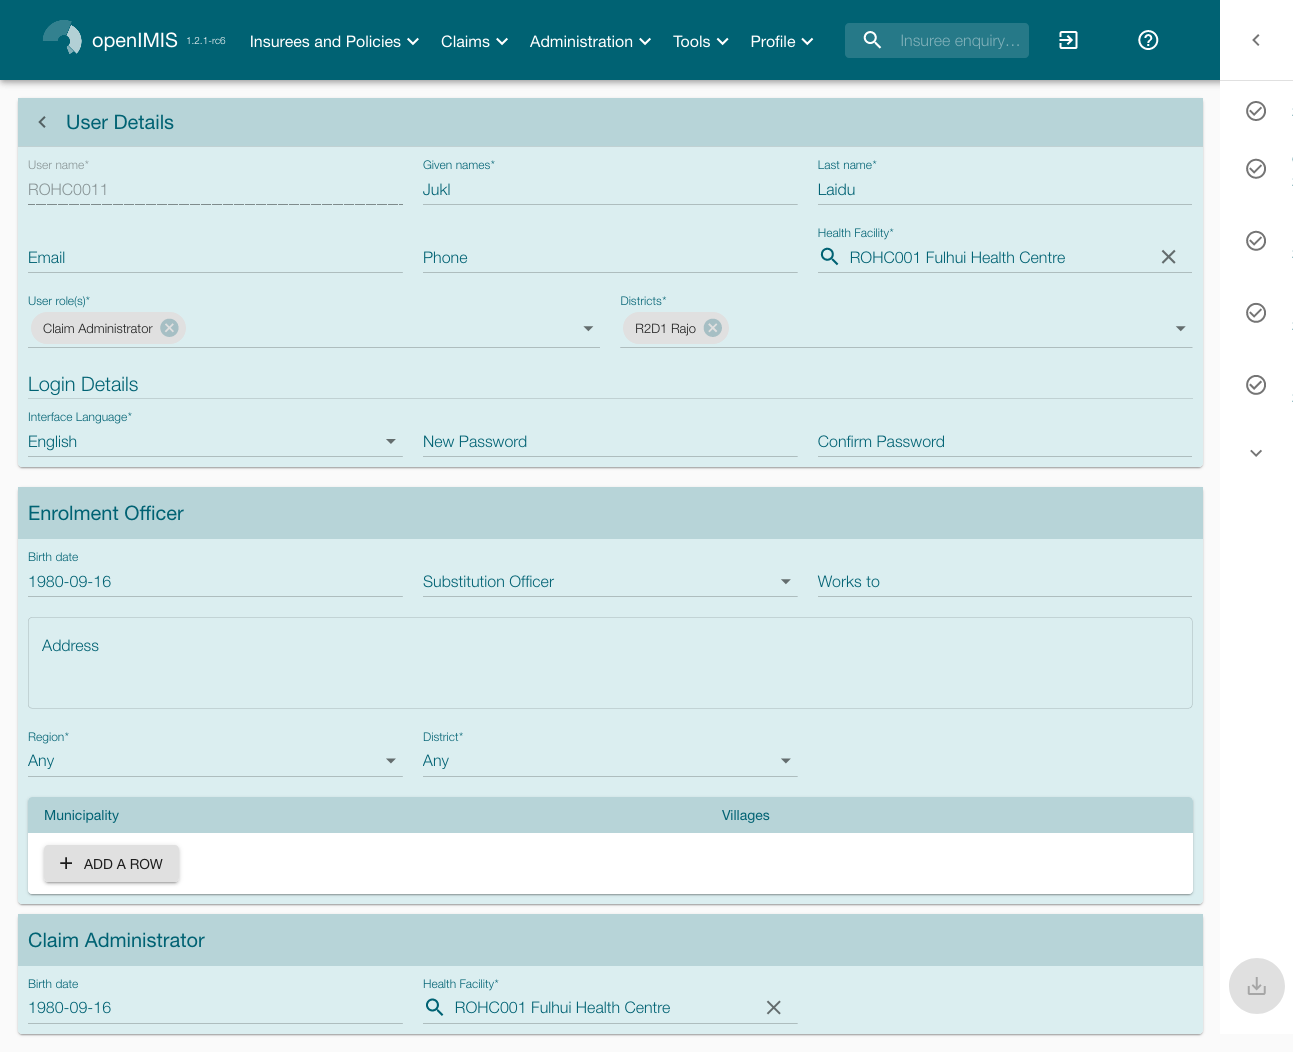 openIMIS 1.2.1-rc6 Insurees and Policies Claims Administration Tools Profile Insuree enquiry...
User Details
User name* Given names* Last name*
ROHC0011 Jukl Laidu
Health Facility*
Email Phone ROHC001 Fulhui Health Centre
User role(s)* Districts*
Claim Administrator R2D1 Rajo
Login Details
Interface Language*
English New Password Confirm Password
Enrolment Officer
Birth date
1980-09-16 Substitution Officer Works to
Address
Region* District*
Any Any
Municipality Villages
ADD A ROW
Claim Administrator
Birth date Health Facility*
1980-09-16 ROHC001 Fulhui Health Centre